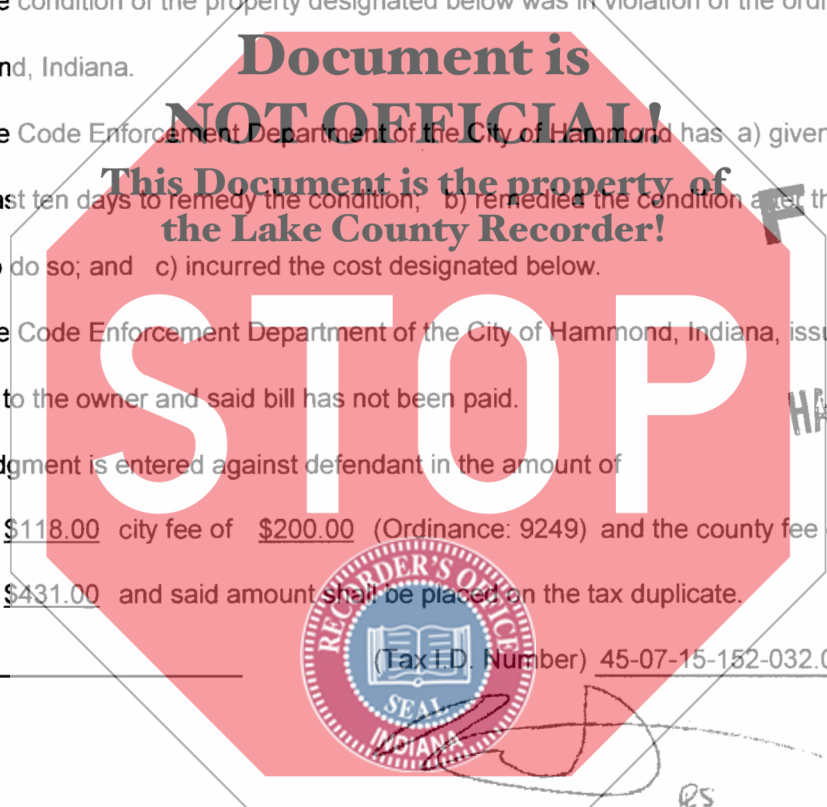 condition of the property designated below was in violation of the
Document is
nd, Indiana.
NOT OFFICIAL!
e Code Enforcement Department of the City of Hammond has a) given
This Document is the property of
st ten days to remedy the condition; b) remedied the condition after th
the Lake County Recorder!
do so; and c) incurred the cost designated below.
STOP
e Code Enforcement Department of the City of Hammond, Indiana, issu
to the owner and said bill has not been paid.
HA
dgment is entered against defendant in the amount of
$118.00 city fee of $200.00 (Ordinance: 9249) and the county fee
$431.00 and said amount shall be placed on the tax duplicate.
RECORDER'S OFFICE
(Tax I.D. Number) 45-07-15-152-032.0
SEAL
INDIANA
RS